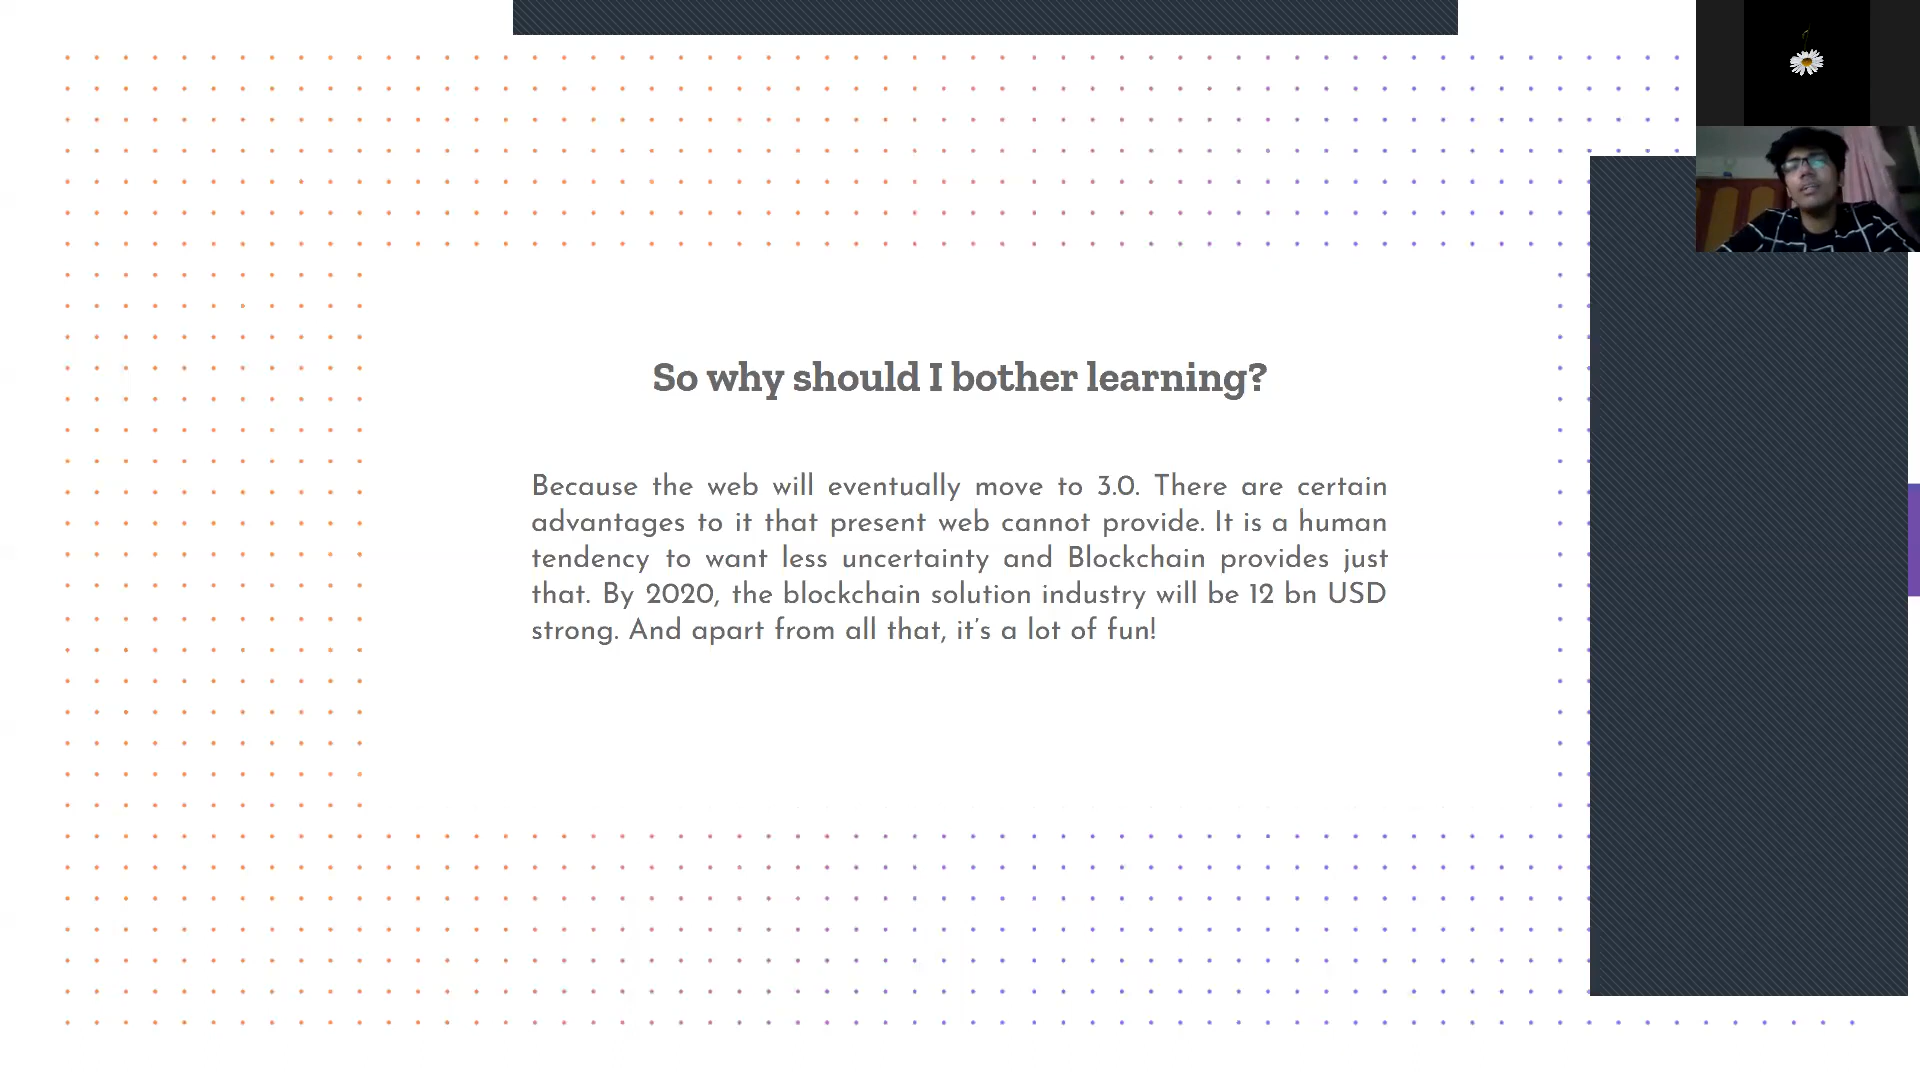 So why should I bother learning?
Because the web will eventually move to 3.0. There are certain
advantages to it that present web cannot provide. It is a human
tendency to want less uncertainty and Blockchain provides just
that. By 2020, the blockchain solution industry will be 12 bn USD
strong. And apart from all that, it's a lot of fun!